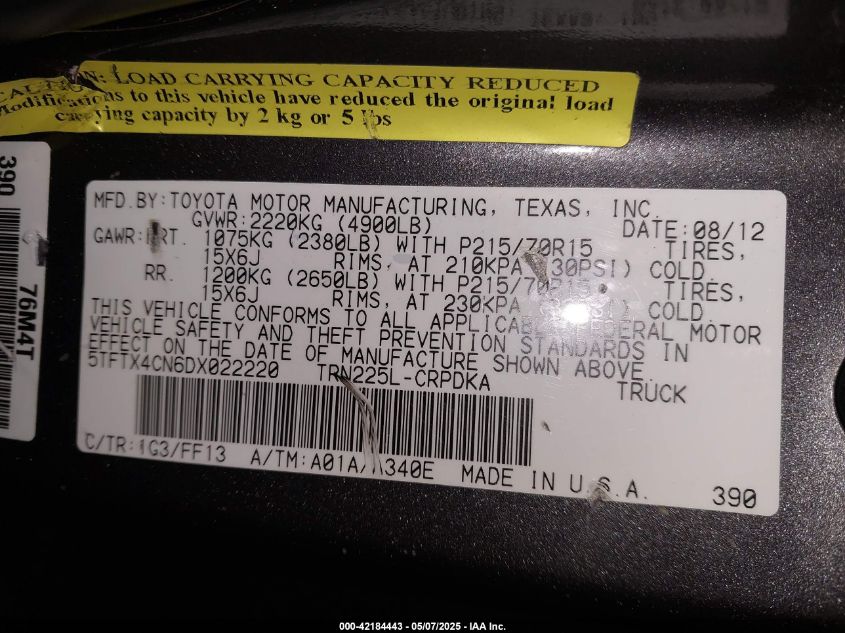 N: LOAD CARRYING CAPACITY REDUCED
Modifications to this vehicle have reduced the original load
carrying capacity by 2 kg or 5 lbs
390
76M4T
MFD.BY:TOYOTA MOTOR MANUFACTURING, TEXAS, INC.
GVWR:2220KG (4900LB) DATE:08/12
GAWR: FRT. 1075KG (2380LB) WITH P215/70R15 TIRES,
15X6J RIMS, AT 210KPA (30PSI) COLD.
RR. 1200KG (2650LB) WITH P215/70R15 TIRES,
15X6J RIMS, AT 230KPA SI) COLD.
THIS VEHICLE CONFORMS TO ALL APPLICABLE FEDERAL MOTOR
VEHICLE SAFETY AND THEFT PREVENTION STANDARDS IN
EFFECT ON THE DATE OF MANUFACTURE SHOWN ABOVE.
5TFTX4CN6DX022220 TRN225L-CRPDKA TRUCK
C/TR:1G3/FF13 A/TM:A01A/A340E MADE IN U.S.A.
390
000-42184443 - 05/07/2025 - IAA Inc.